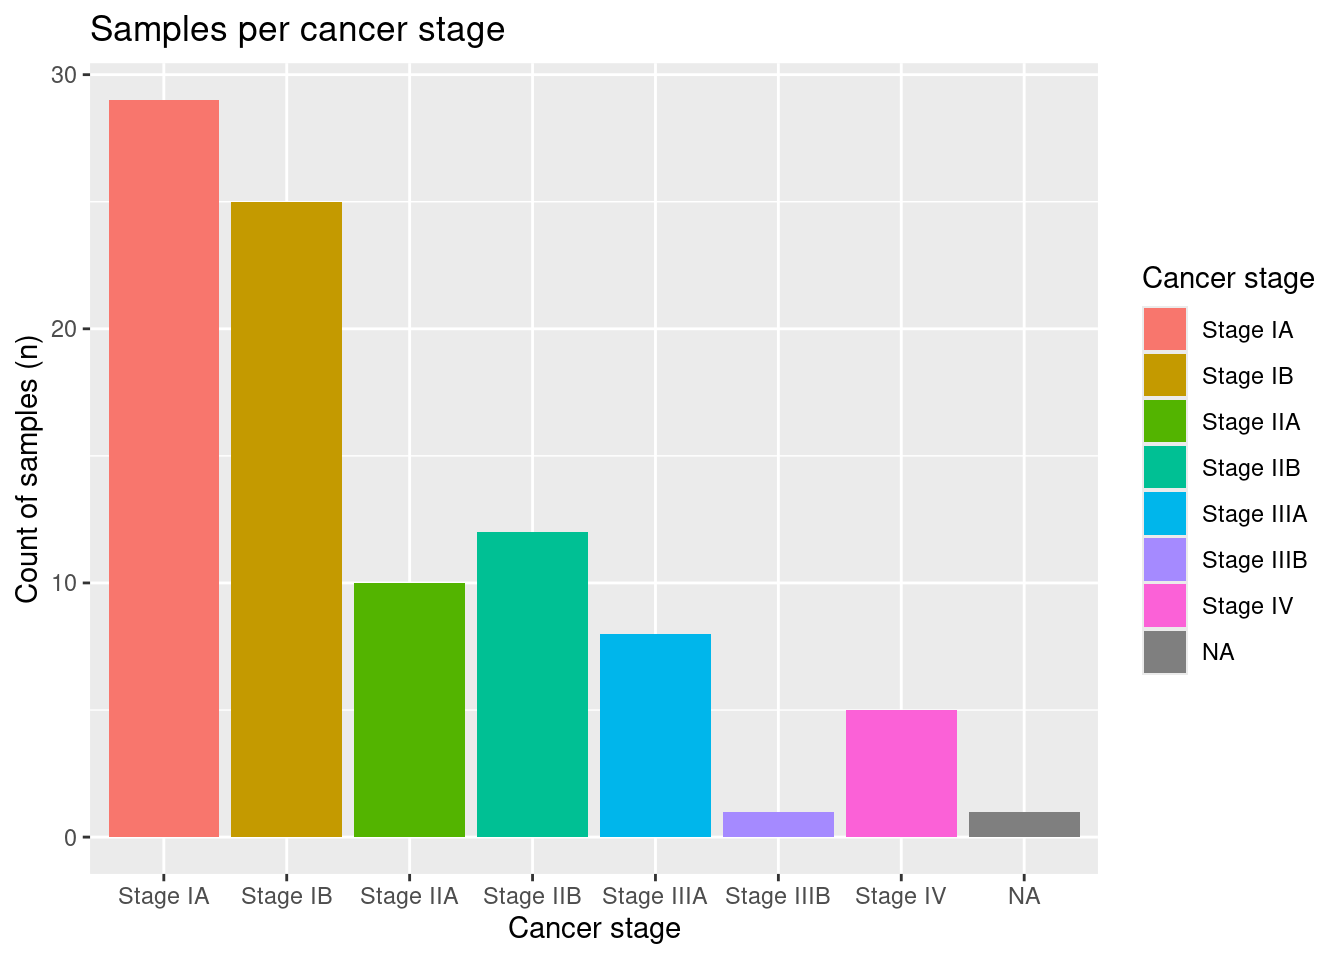 Samples per cancer stage
30
20
10
0
Count of samples (n)
Stage IA
Stage IB
Stage IIA
Stage IIB
Stage IIIA
Stage IIIB
Stage IV
NA
Cancer stage
Cancer stage
Stage IA
Stage IB
Stage IIA
Stage IIB
Stage IIIA
Stage IIIB
Stage IV
NA